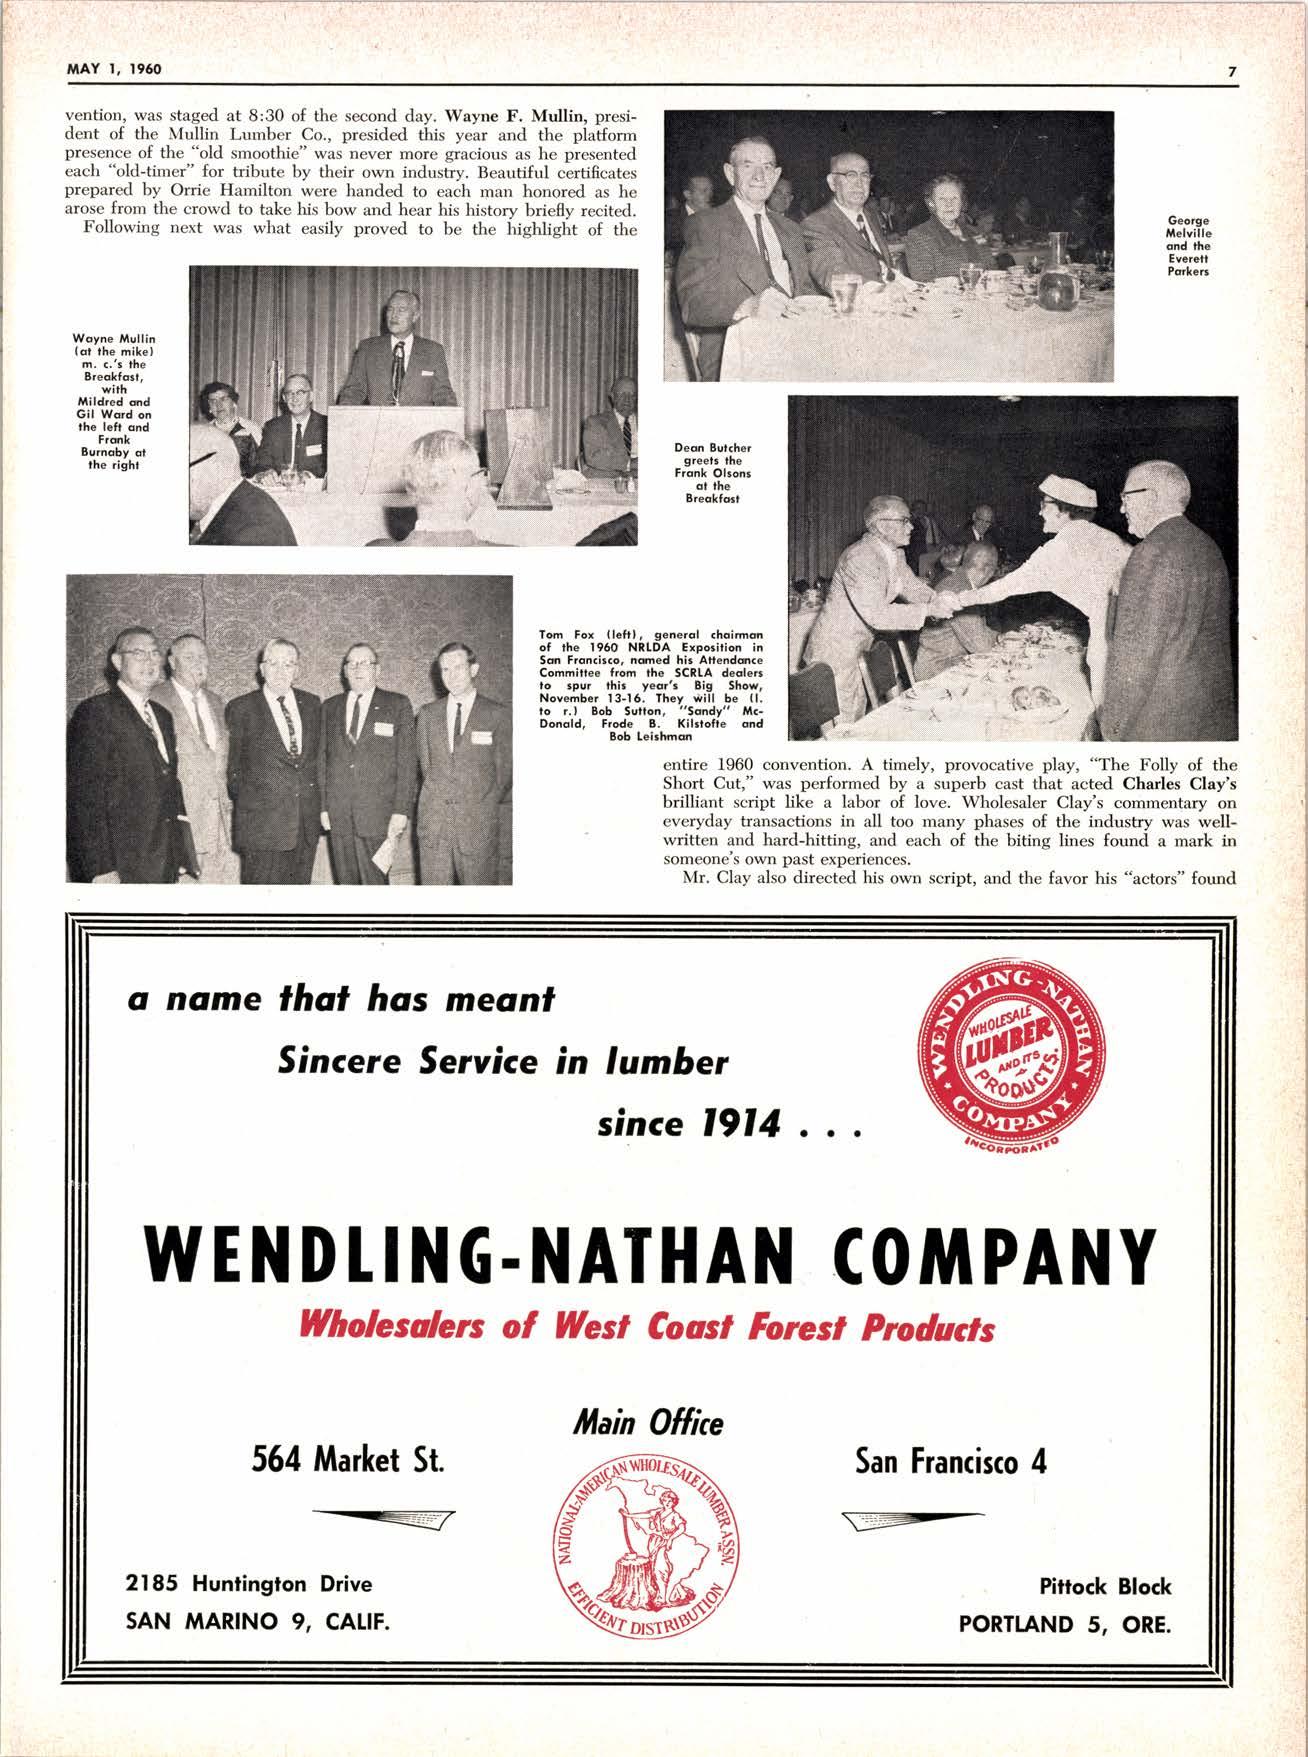 MAY 1, 1960
7
vention, was staged at 8:30 of the second day. Wayne F. Mullin, presi-
dent of the Mullin Lumber Co., presided this year and the platform
presence of the “old smoothie” was never more gracious as he presented
each “old-timer” for tribute by their own industry. Beautiful certificates
prepared by Orrie Hamilton were handed to each man honored as he
arose from the crowd to take his bow and hear his history briefly recited.
Following next was what easily proved to be the highlight of the
Wayne Mullin
(at the mike)
m. c.'s the
Breakfast,
with
Mildred and
Gil Ward on
the left and
Frank
Burnaby at
the right
George
Melville
and the
Everett
Parkers
Dean Butcher
greets the
Frank Olsons
at the
Breakfast
Tom Fox (left), general chairman
of the 1960 NRLDA Exposition in
San Francisco, named his Attendance
Committee from the SCRLA dealers
to spur this year's Big Show,
November 13-16. They will be (l.
to r.) Bob Sutton, "Sandy" Mc-
Donald, Frode B. Kilstofte and
Bob Leishman
entire 1960 convention. A timely, provocative play, “The Folly of the
Short Cut,” was performed by a superb cast that acted Charles Clay’s
brilliant script like a labor of love. Wholesaler Clay’s commentary on
everyday transactions in all too many phases of the industry was well-
written and hard-hitting, and each of the biting lines found a mark in
someone’s own past experiences.
Mr. Clay also directed his own script, and the favor his “actors” found
a name that has meant
Sincere Service in lumber
since 1914 . . .
WENDLING-NATHAN
COMPANY
INCORPORATED
WHOLESALE
LUMBER
AND ITS
PRODUCTS.
WENDLING-NATHAN COMPANY
Wholesalers of West Coast Forest Products
Main Office
564 Market St.
San Francisco 4
NATIONAL-AMERICAN WHOLESALE LUMBER ASSN. INC
EFFICIENT DISTRIBUTION
2185 Huntington Drive
SAN MARINO 9, CALIF.
Pittock Block
PORTLAND 5, ORE.